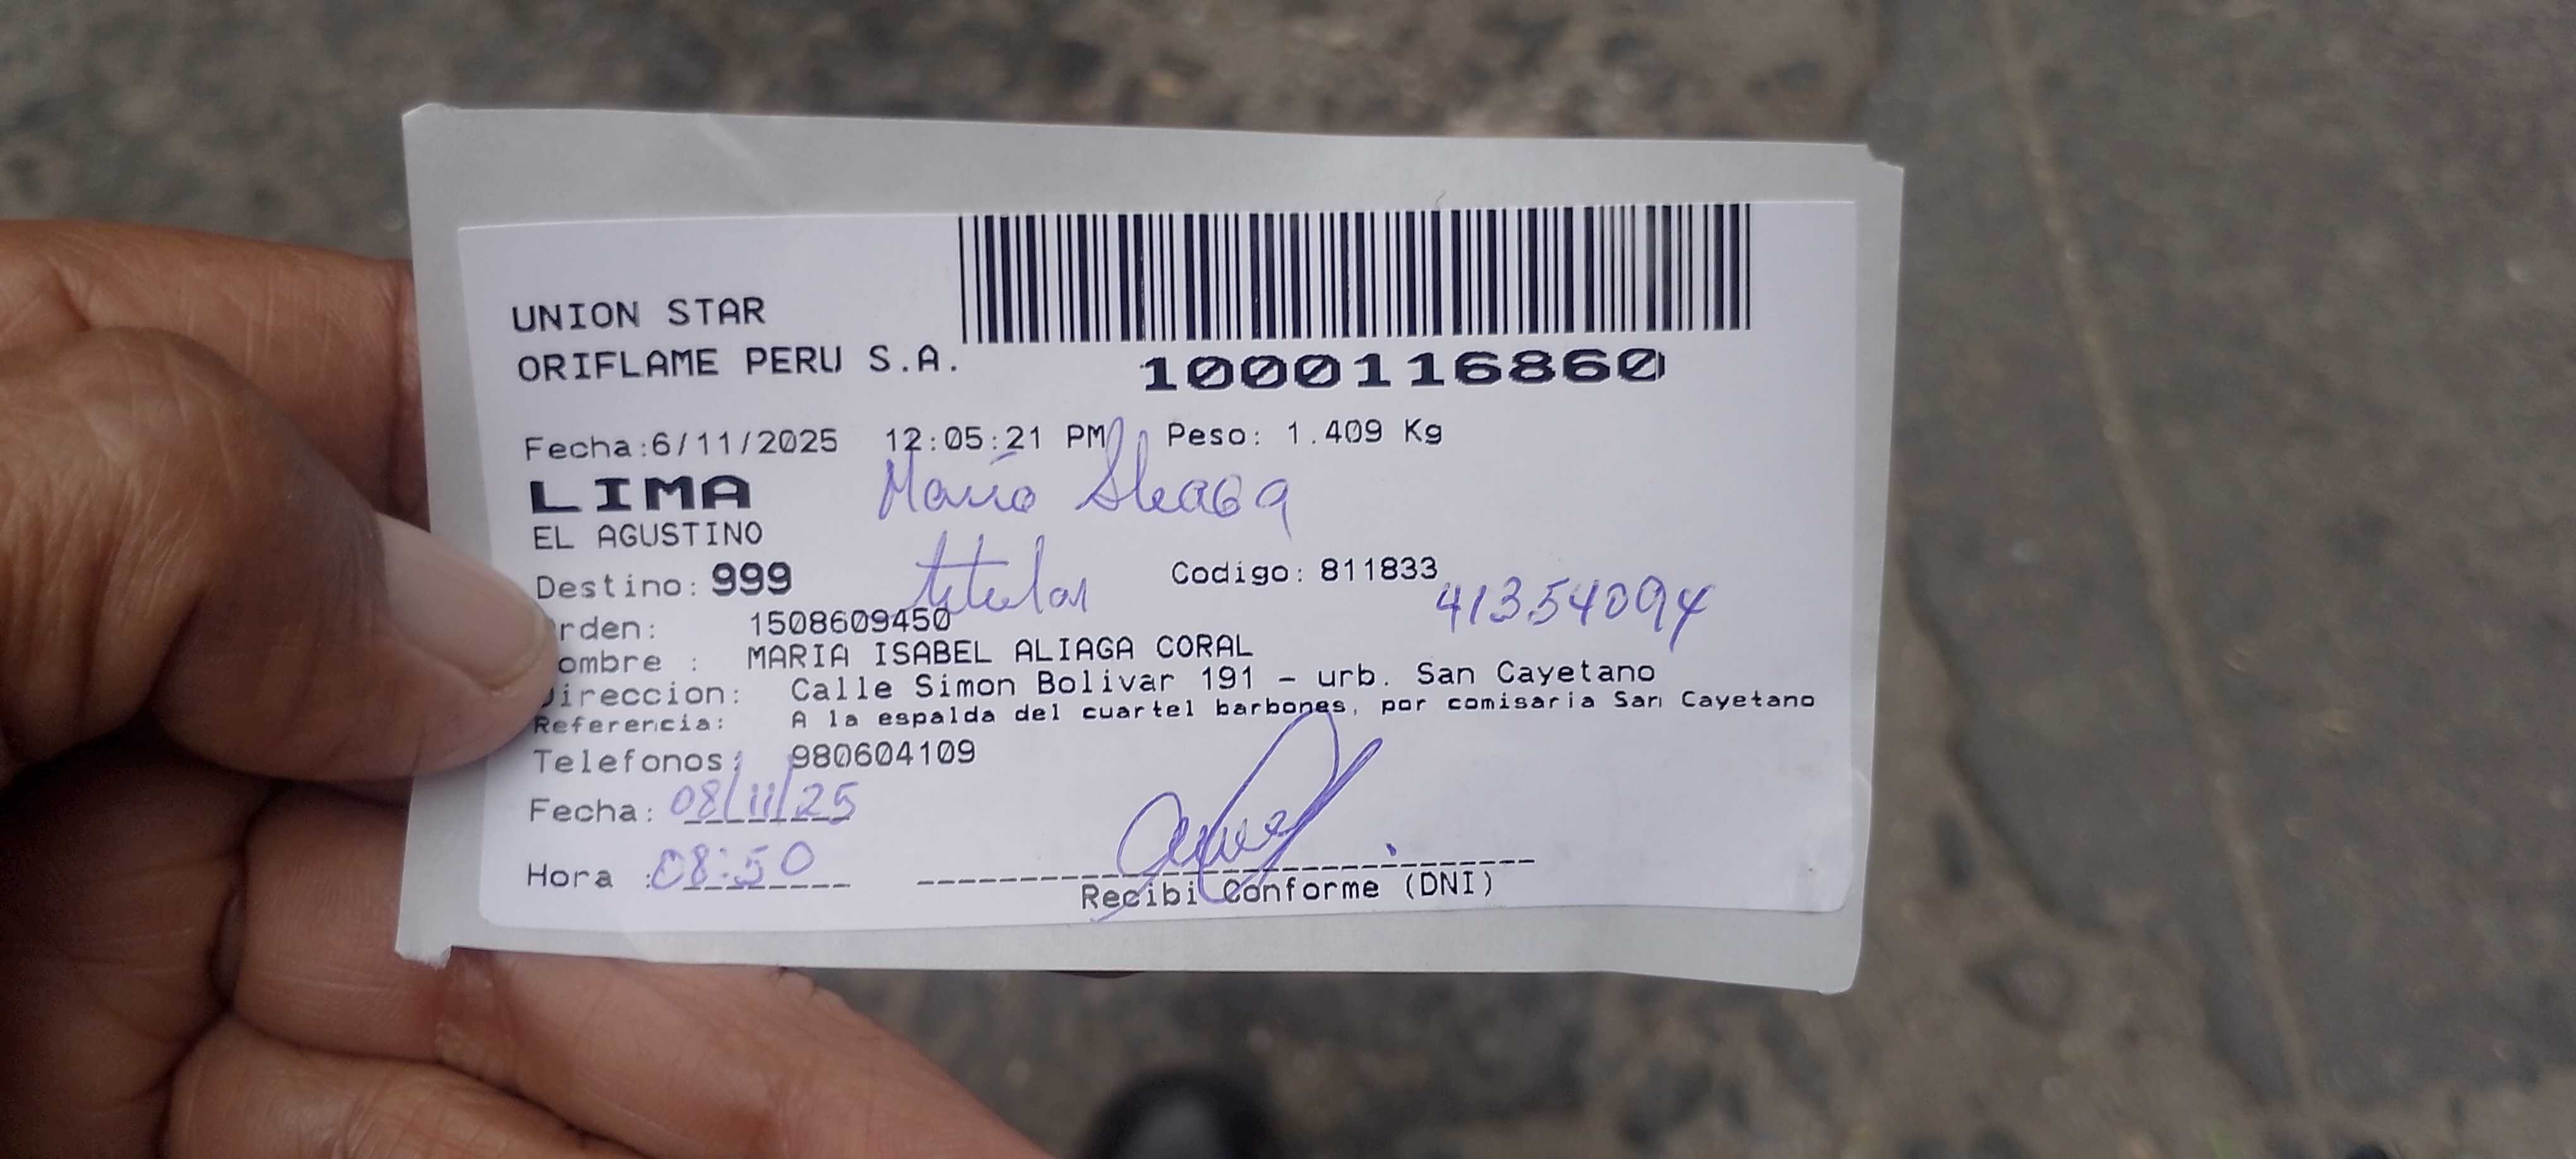 UNION STAR
ORIFLAME PERU S.A.
1000116860
Fecha:6/11/2025 12:05:21 PM Peso: 1.409 Kg
LIMA
María Aliaga
EL AGUSTINO
Destino: 999
titular
Codigo: 811833
41354094
rden: 1508609450
ombre : MARIA ISABEL ALIAGA CORAL
ireccion: Calle Simon Bolivar 191 - urb. San Cayetano
Referencia: A la espalda del cuartel barbones, por comisaria San Cayetano
Telefonos: 980604109
Fecha: 08/11/25
Hora : 08:50
Recibi Conforme (DNI)